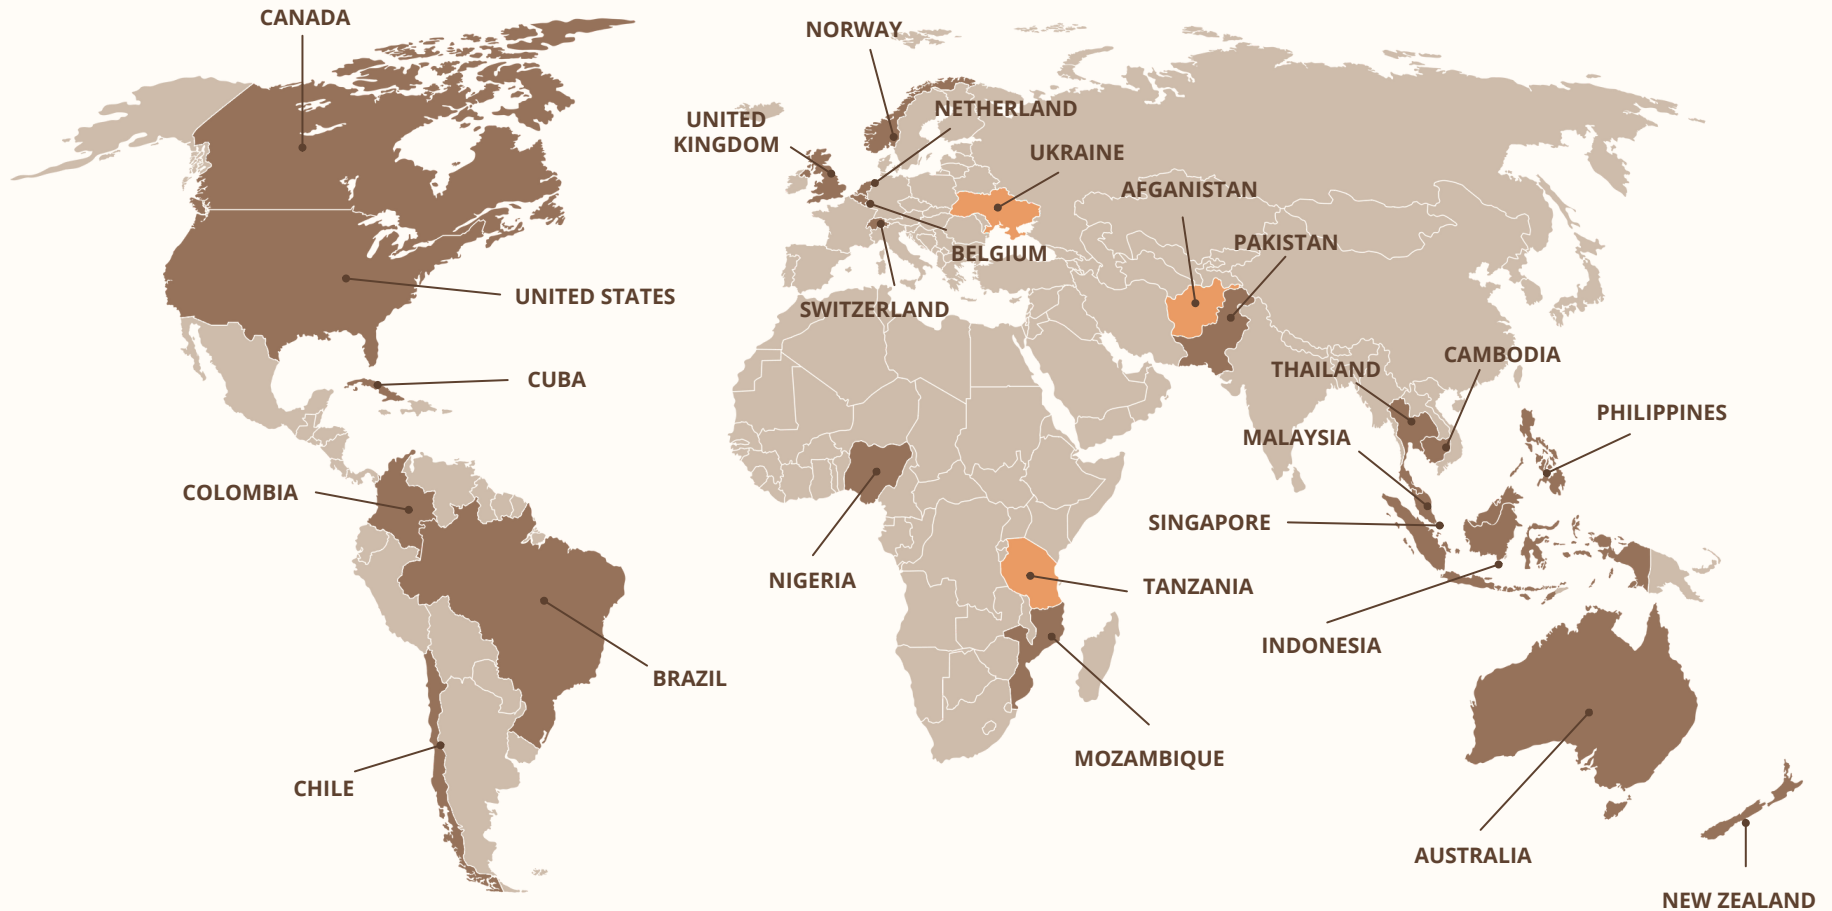 CANADA
NORWAY
NETHERLAND
UNITED
KINGDOM
UKRAINE
AFGANISTAN
PAKISTAN
BELGIUM
UNITED STATES
SWITZERLAND
CAMBODIA
THAILAND
CUBA
PHILIPPINES
MALAYSIA
COLOMBIA
SINGAPORE
NIGERIA
TANZANIA
INDONESIA
BRAZIL
MOZAMBIQUE
CHILE
AUSTRALIA
NEW ZEALAND